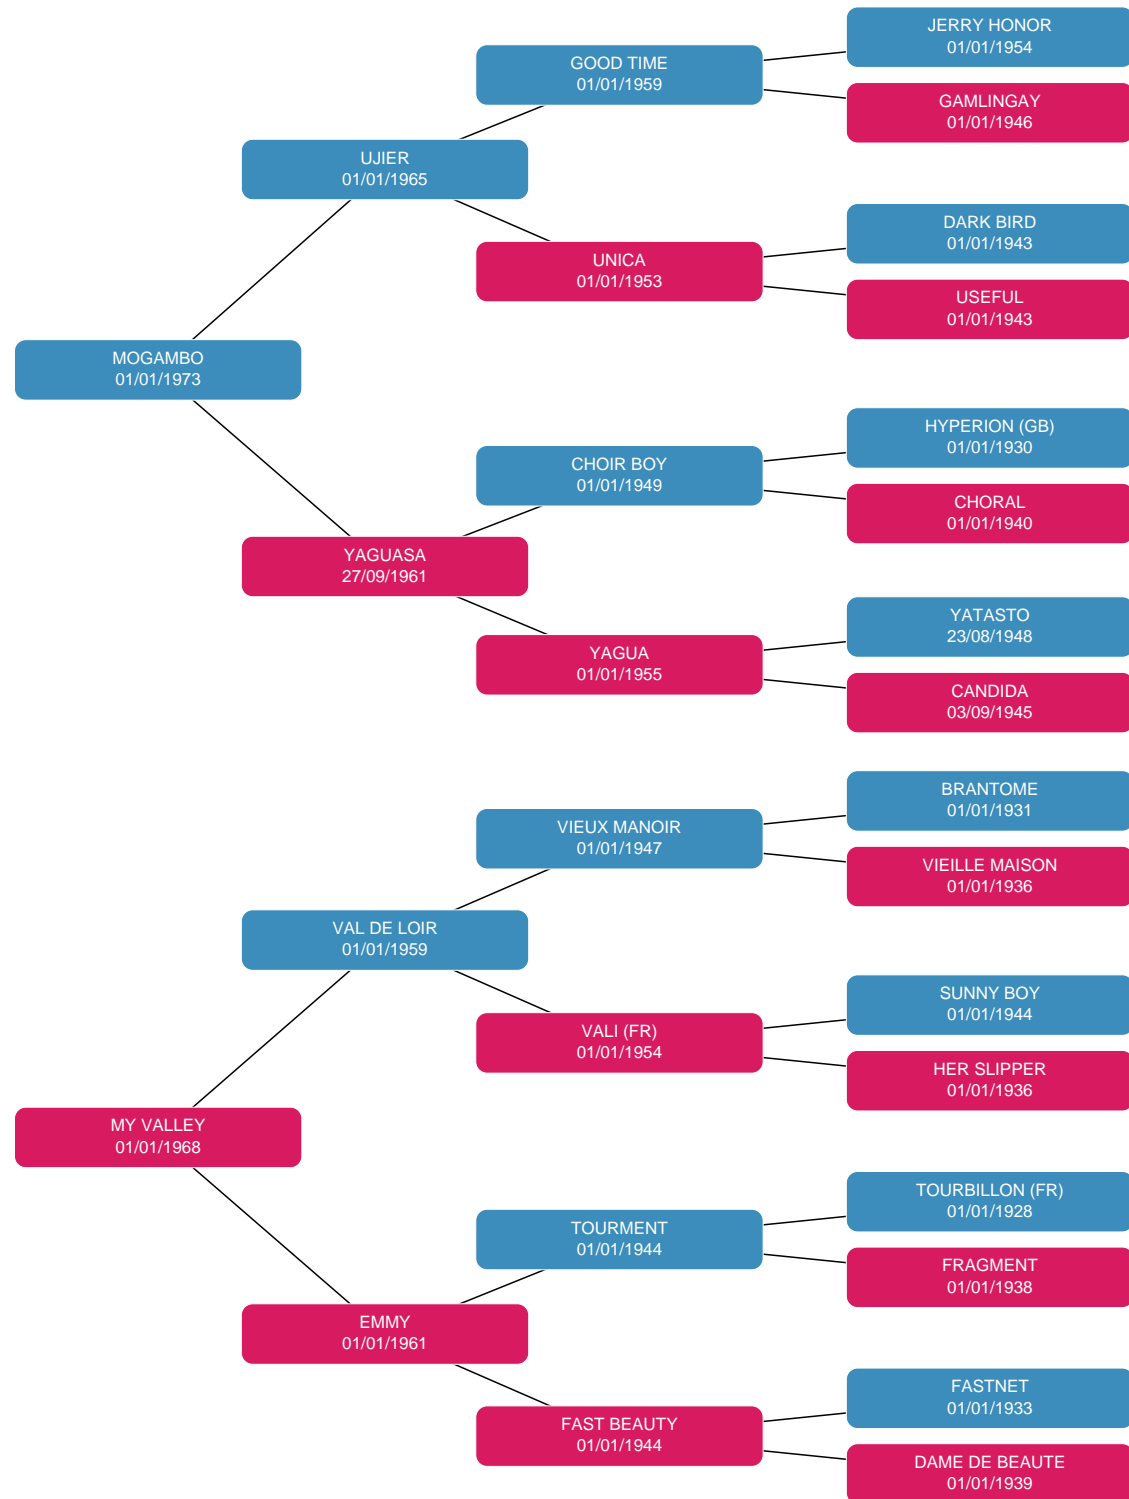 JERRY HONOR
01/01/1954
GOOD TIME
01/01/1959
GAMLINGAY
01/01/1946
UJIER
01/01/1965
DARK BIRD
01/01/1943
UNICA
01/01/1953
USEFUL
01/01/1943
MOGAMBO
01/01/1973
HYPERION (GB)
01/01/1930
CHOIR BOY
01/01/1949
CHORAL
01/01/1940
YAGUASA
27/09/1961
YATASTO
23/08/1948
YAGUA
01/01/1955
CANDIDA
03/09/1945
BRANTOME
01/01/1931
VIEUX MANOIR
01/01/1947
VIEILLE MAISON
01/01/1936
VAL DE LOIR
01/01/1959
SUNNY BOY
01/01/1944
VALI (FR)
01/01/1954
HER SLIPPER
01/01/1936
MY VALLEY
01/01/1968
TOURBILLON (FR)
01/01/1928
TOURMENT
01/01/1944
FRAGMENT
01/01/1938
EMMY
01/01/1961
FASTNET
01/01/1933
FAST BEAUTY
01/01/1944
DAME DE BEAUTE
01/01/1939